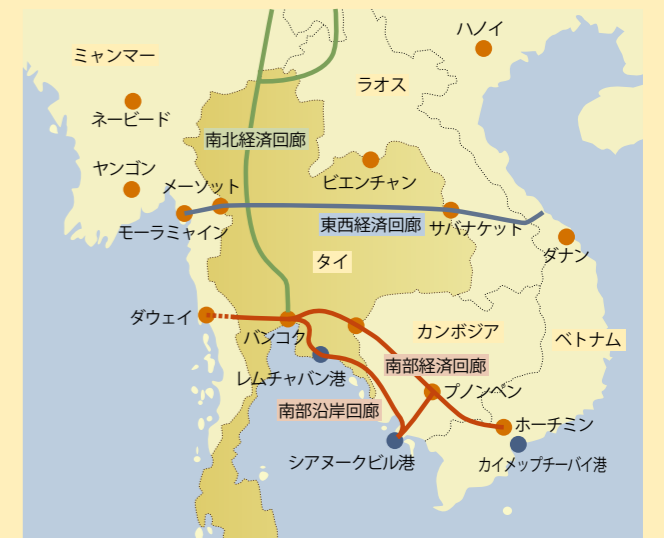 ハノイ
ミャンマー
ラオス
ネーピード
南北経済回廊
ヤンゴン
メーソット
ビエンチャン
モーラミャイン
東西経済回廊
サバナケット
ダナン
タイ
ダウェイ
バンコク
カンボジア
ベトナム
レムチャバン港
南部経済回廊
プノンペン
南部沿岸回廊
ホーチミン
シアヌークビル港
カイメップチーバイ港